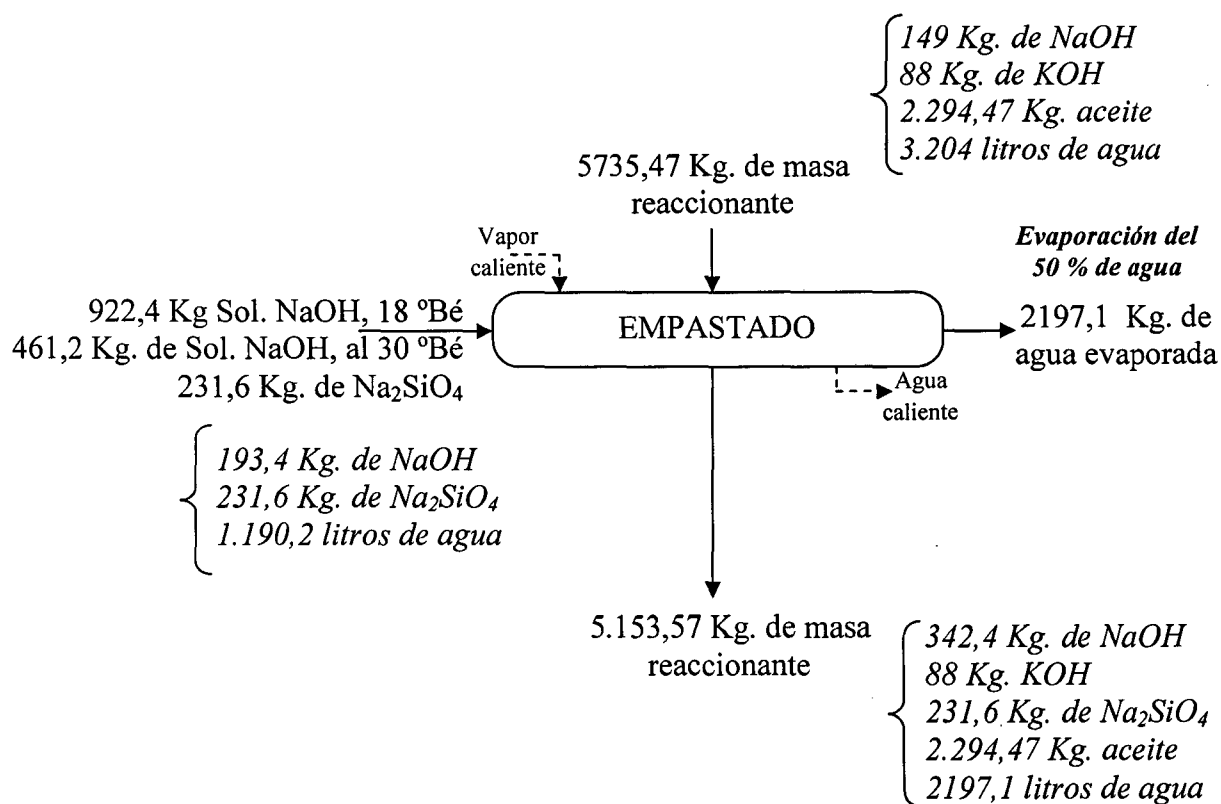 149 Kg. de NaOH
88 Kg. de KOH
2.294,47 Kg. aceite
3.204 litros de agua
5735,47 Kg. de masa
reaccionante
Vapor
caliente
Evaporación del
50 % de agua
922,4 Kg Sol. NaOH, 18 ºBé
461,2 Kg. de Sol. NaOH, al 30 ºBé
231,6 Kg. de Na₂SiO₄
EMPASTADO
2197,1 Kg. de
agua evaporada
Agua
caliente
193,4 Kg. de NaOH
231,6 Kg. de Na₂SiO₄
1.190,2 litros de agua
5.153,57 Kg. de masa
reaccionante
342,4 Kg. de NaOH
88 Kg. KOH
231,6 Kg. de Na₂SiO₄
2.294,47 Kg. aceite
2197,1 litros de agua